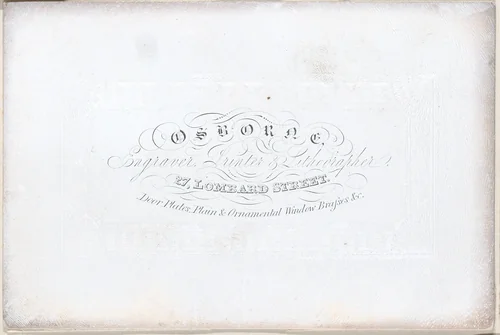 OSBORNE,
Engraver, Printer & Lithographer,
27, LOMBARD STREET.
Door Plates, Plain & Ornamental Window Braſses &c.